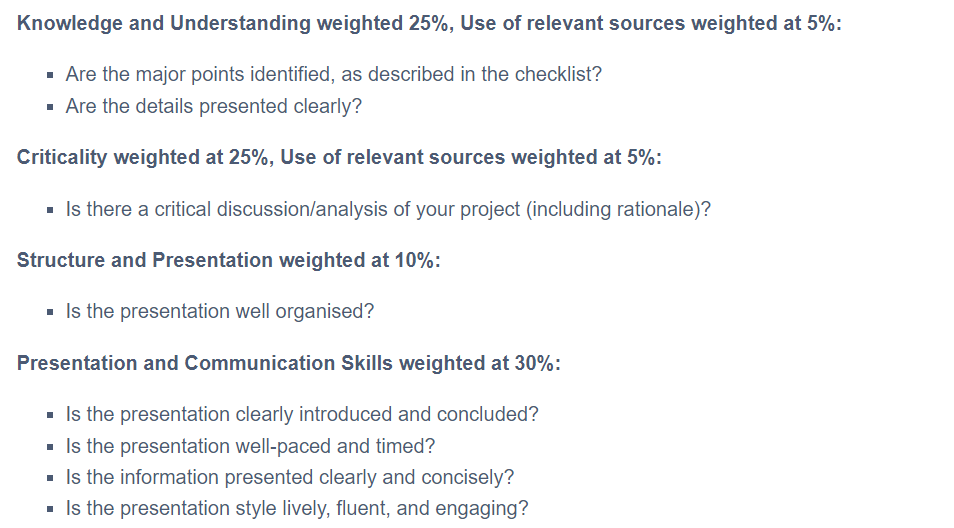 Knowledge and Understanding weighted 25%, Use of relevant sources weighted at 5%:
▪ Are the major points identified, as described in the checklist?
▪ Are the details presented clearly?
Criticality weighted at 25%, Use of relevant sources weighted at 5%:
▪ Is there a critical discussion/analysis of your project (including rationale)?
Structure and Presentation weighted at 10%:
▪ Is the presentation well organised?
Presentation and Communication Skills weighted at 30%:
▪ Is the presentation clearly introduced and concluded?
▪ Is the presentation well-paced and timed?
▪ Is the information presented clearly and concisely?
▪ Is the presentation style lively, fluent, and engaging?